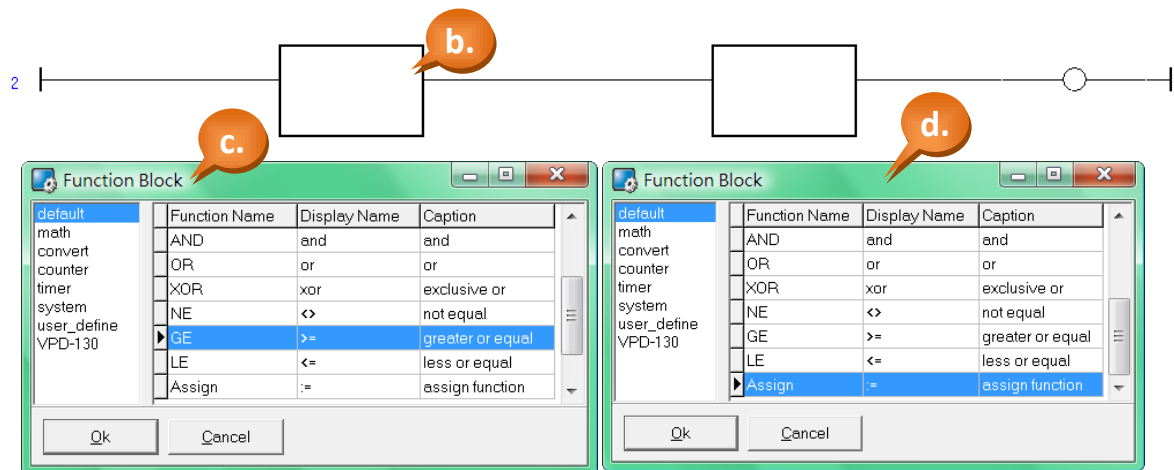 b.
2
c.
d.
Function Block
default
math
convert
counter
timer
system
user_define
VPD-130
Function Name Display Name Caption
AND and and
OR or or
XOR xor exclusive or
NE <> not equal
GE >= greater or equal
LE <= less or equal
Assign := assign function
Ok Cancel
Function Block
default
math
convert
counter
timer
system
user_define
VPD-130
Function Name Display Name Caption
AND and and
OR or or
XOR xor exclusive or
NE <> not equal
GE >= greater or equal
LE <= less or equal
Assign := assign function
Ok Cancel